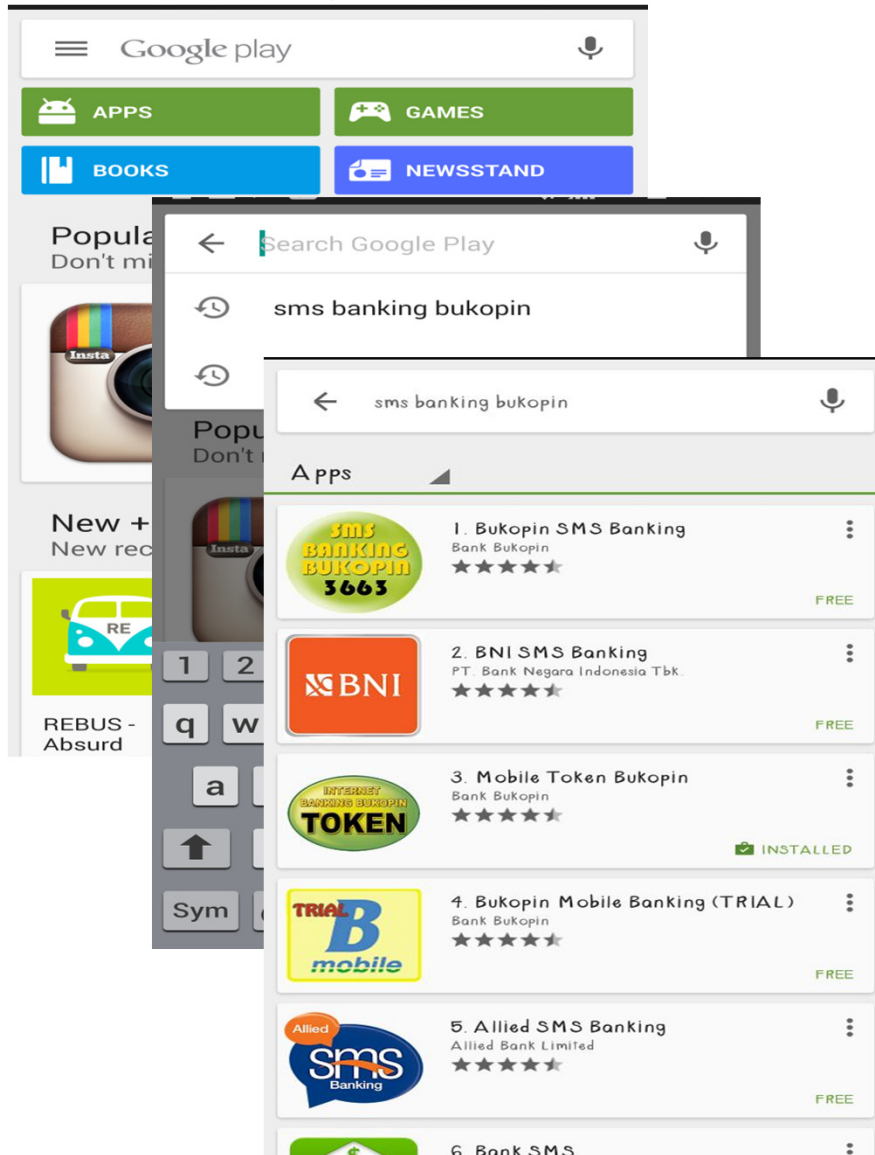 Google play
APPS
GAMES
BOOKS
NEWSSTAND
Popula
Don't mi
Insta
New +
New rec
RE
REBUS -
Absurd
Search Google Play
sms banking bukopin
Popu
Don't
Insta
1 2
q w
a
Sym
sms banking bukopin
Apps
SMS
BANKING
BUKOPIN
3663
1. Bukopin SMS Banking
Bank Bukopin
FREE
BNI
2. BNI SMS Banking
PT. Bank Negara Indonesia Tbk.
FREE
INTERNET
BANKING BUKOPIN
TOKEN
3. Mobile Token Bukopin
Bank Bukopin
INSTALLED
TRIAL
B
mobile
4. Bukopin Mobile Banking (TRIAL)
Bank Bukopin
FREE
Allied
SMS
Banking
5. Allied SMS Banking
Allied Bank Limited
FREE
$
6. Bank SMS